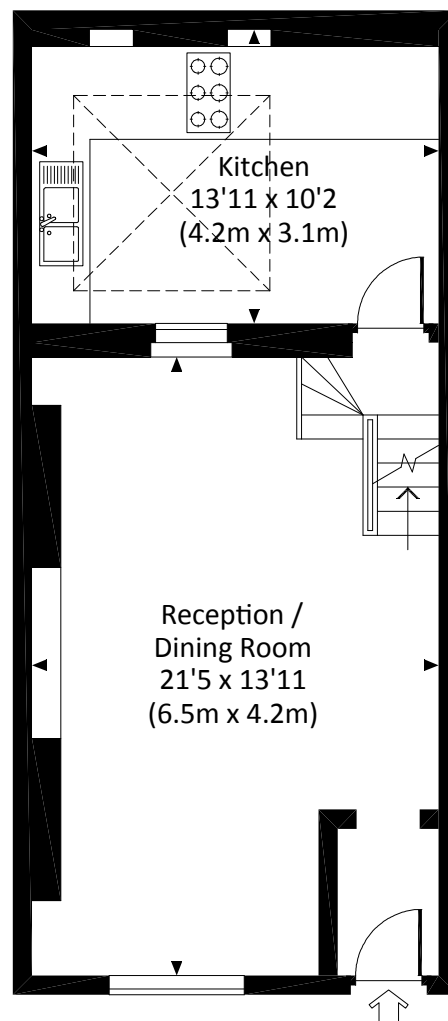 Kitchen
13'11 x 10'2
(4.2m x 3.1m)
Reception /
Dining Room
21'5 x 13'11
(6.5m x 4.2m)